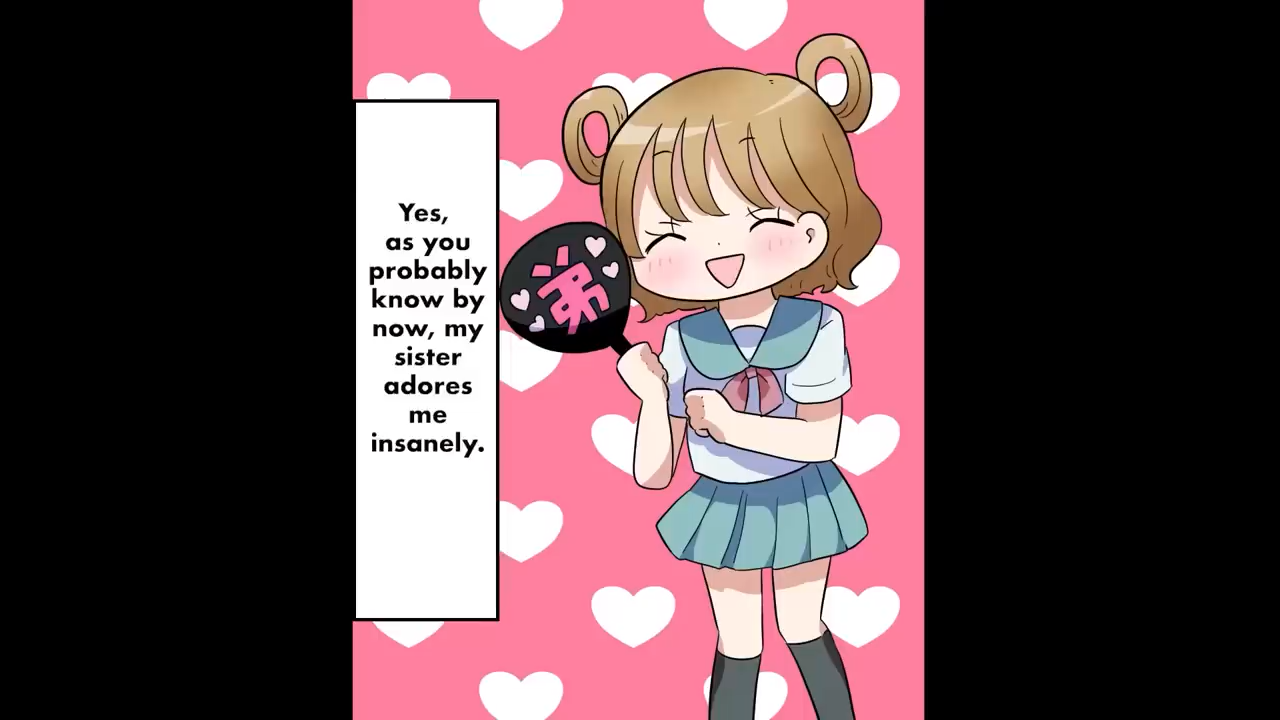 Yes,
as you
probably
know by
now, my
sister
adores
me
insanely.
弟